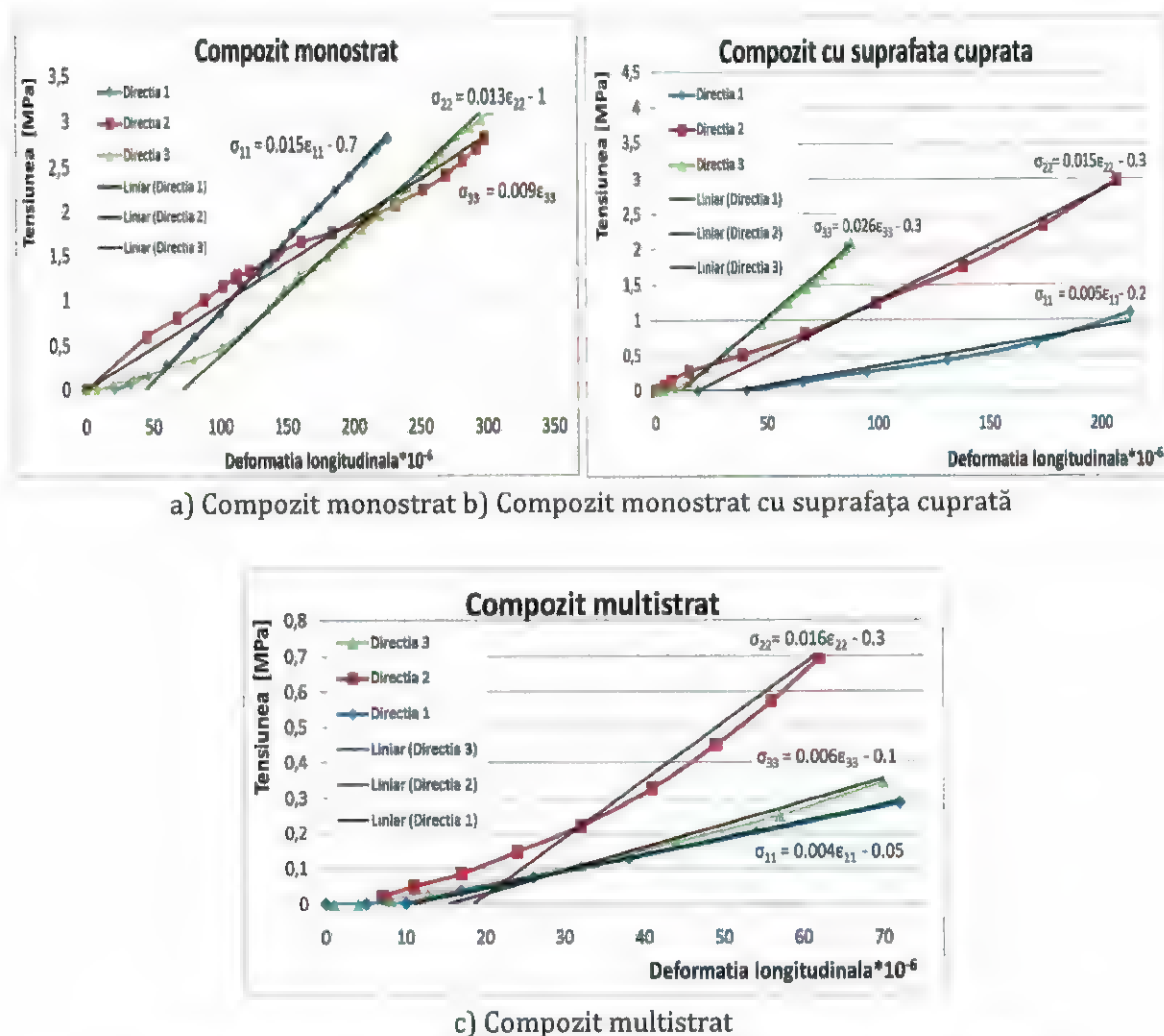 Compozit monostrat
Tensiunea [MPa]
3,5
3
2,5
2
1,5
1
0,5
0
Directia 1
Directia 2
Directia 3
Liniar (Directia 1)
Liniar (Directia 2)
Liniar (Directia 3)
σ₁₁ = 0.015ε₁₁ - 0.7
σ₂₂ = 0.013ε₂₂ - 1
σ₃₃ = 0.009ε₃₃
0 50 100 150 200 250 300 350
Deformatia longitudinala*10⁻⁶
Compozit cu suprafata cuprata
Tensiunea [MPa]
4,5
4
3,5
3
2,5
2
1,5
1
0,5
0
Directia 1
Directia 2
Directia 3
Liniar (Directia 1)
Liniar (Directia 2)
Liniar (Directia 3)
σ₂₂ = 0.015ε₂₂ - 0.3
σ₃₃ = 0.026ε₃₃ - 0.3
σ₁₁ = 0.005ε₁₁ - 0.2
0 50 100 150 200
Deformatia longitudinala*10⁻⁶
a) Compozit monostrat b) Compozit monostrat cu suprafața cuprată
Compozit multistrat
Tensiunea [MPa]
0,8
0,7
0,6
0,5
0,4
0,3
0,2
0,1
0
Directia 3
Directia 2
Directia 1
Liniar (Directia 3)
Liniar (Directia 2)
Liniar (Directia 1)
σ₂₂ = 0.016ε₂₂ - 0.3
σ₃₃ = 0.006ε₃₃ - 0.1
σ₁₁ = 0.004ε₁₁ - 0.05
0 10 20 30 40 50 60 70
Deformatia longitudinala*10⁻⁶
c) Compozit multistrat